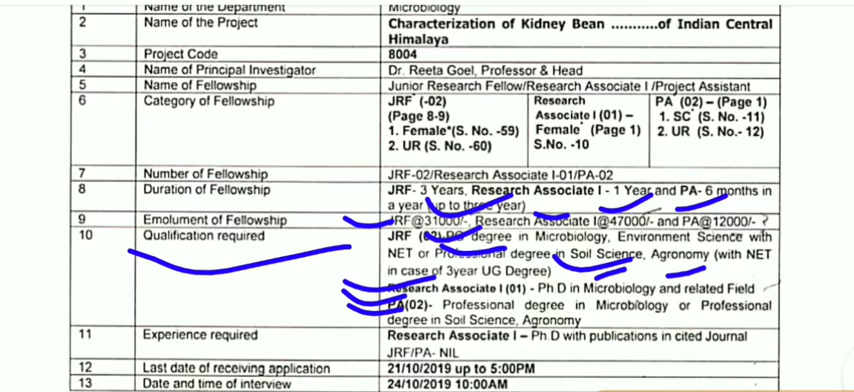 1 Name of the Department Microbiology
2 Name of the Project Characterization of Kidney Bean ...........of Indian Central
Himalaya
3 Project Code 8004
4 Name of Principal Investigator Dr. Reeta Goel, Professor & Head
5 Name of Fellowship Junior Research Fellow/Research Associate I /Project Assistant
6 Category of Fellowship JRF (-02) Research PA (02) – (Page 1)
(Page 8-9) Associate I (01) – 1. SC (S. No. -11)
1. Female*(S. No. -59) Female* (Page 1) 2. UR (S. No.- 12)
2. UR (S. No. -60) S.No. -10
7 Number of Fellowship JRF-02/Research Associate I-01/PA-02
8 Duration of Fellowship JRF- 3 Years, Research Associate I - 1 Year and PA- 6 months in
a year (up to three year)
9 Emolument of Fellowship JRF@31000/-, Research Associate I@47000/- and PA@12000/-
10 Qualification required JRF (02) PG degree in Microbiology, Environment Science with
NET or Professional degree in Soil Science, Agronomy (with NET
in case of 3year UG Degree)
Research Associate I (01) - Ph D in Microbiology and related Field
PA(02)- Professional degree in Microbiology or Professional
degree in Soil Science, Agronomy
11 Experience required Research Associate I – Ph.D with publications in cited Journal
JRF/PA- NIL
12 Last date of receiving application 21/10/2019 up to 5:00PM
13 Date and time of interview 24/10/2019 10:00AM